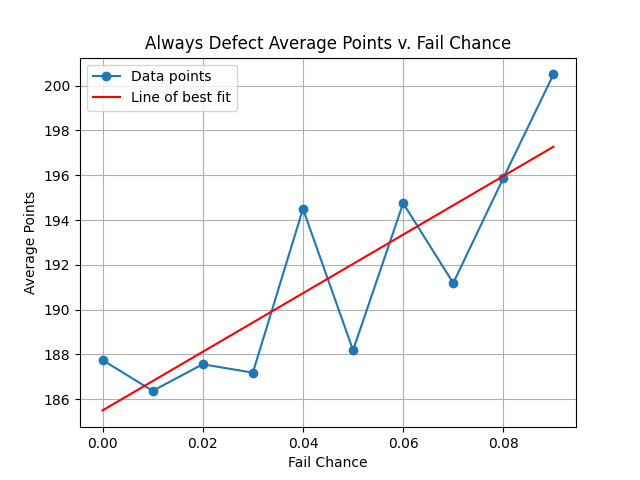 Always Defect Average Points v. Fail Chance
Data points
Line of best fit
200
198
196
194
192
190
188
186
Average Points
0.00 0.02 0.04 0.06 0.08
Fail Chance